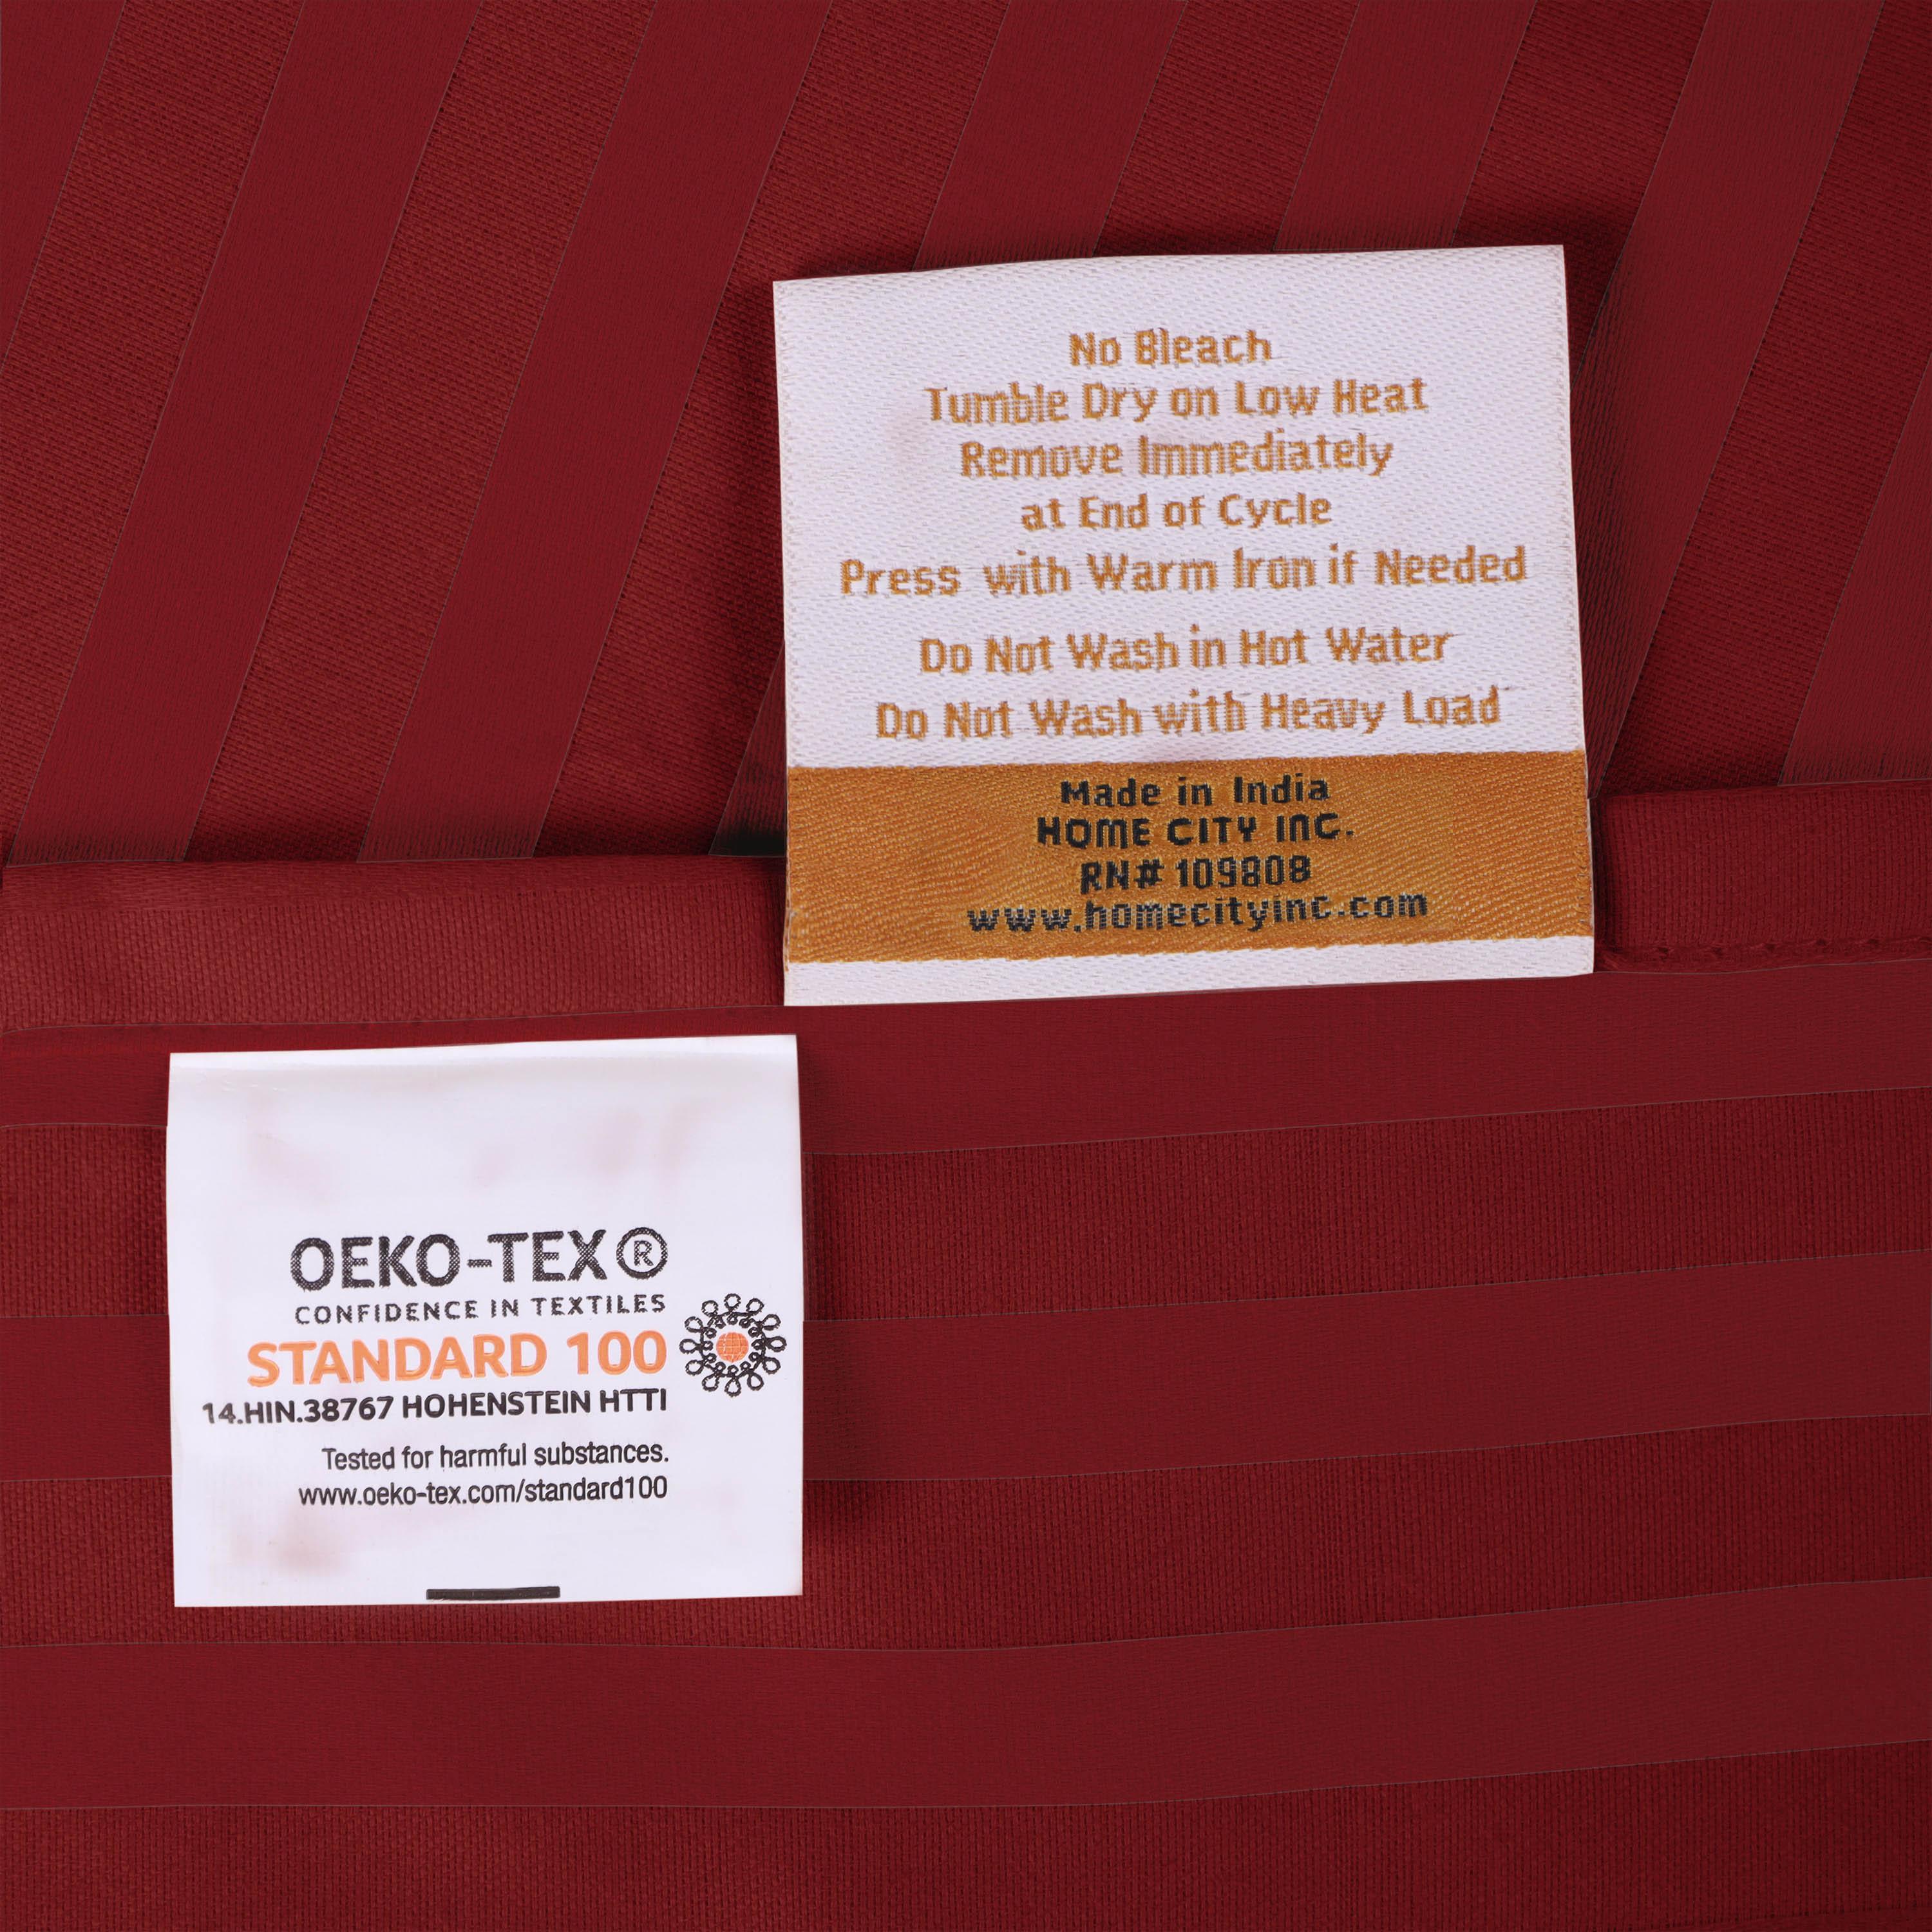 No Bleach
Tumble Dry on Low Heat
Remove Immediately
at End of Cycle
Press with Warm Iron if Needed
Do Not Wash in Hot Water
Do Not Wash with Heavy Load
Made in India
HOME CITY INC.
RN# 109808
www.homecityinc.com
OEKO-TEX®
CONFIDENCE IN TEXTILES
STANDARD 100
14.HIN.38767 HOHENSTEIN HTTI
Tested for harmful substances.
www.oeko-tex.com/standard100